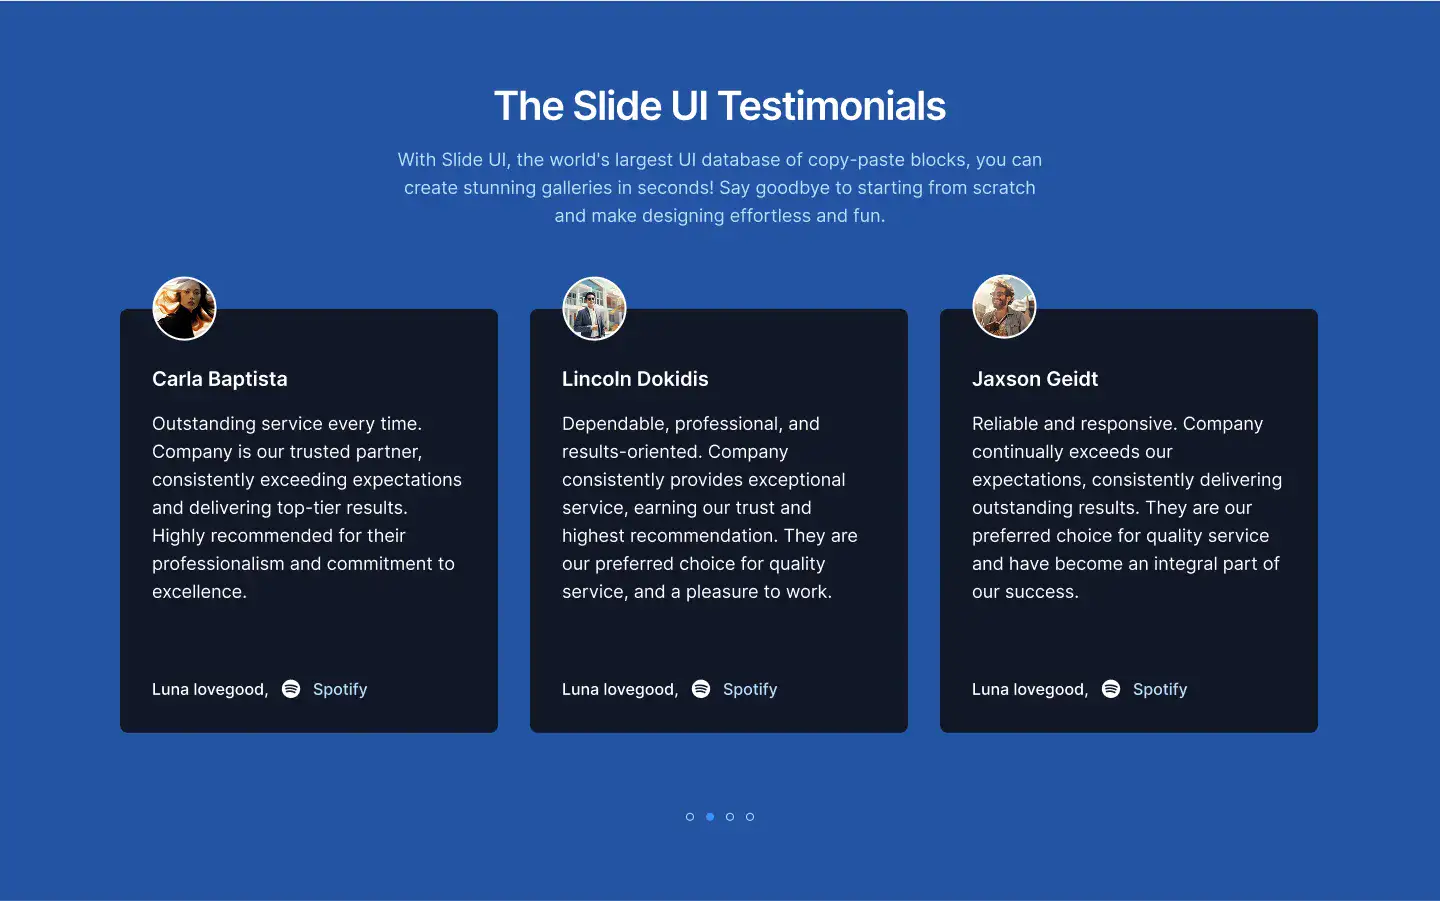 The Slide UI Testimonials
With Slide UI, the world's largest UI database of copy-paste blocks, you can
create stunning galleries in seconds! Say goodbye to starting from scratch
and make designing effortless and fun.
Carla Baptista
Outstanding service every time.
Company is our trusted partner,
consistently exceeding expectations
and delivering top-tier results.
Highly recommended for their
professionalism and commitment to
excellence.
Luna lovegood, Spotify
Lincoln Dokidis
Dependable, professional, and
results-oriented. Company
consistently provides exceptional
service, earning our trust and
highest recommendation. They are
our preferred choice for quality
service, and a pleasure to work.
Luna lovegood, Spotify
Jaxson Geidt
Reliable and responsive. Company
continually exceeds our
expectations, consistently delivering
outstanding results. They are our
preferred choice for quality service
and have become an integral part of
our success.
Luna lovegood, Spotify